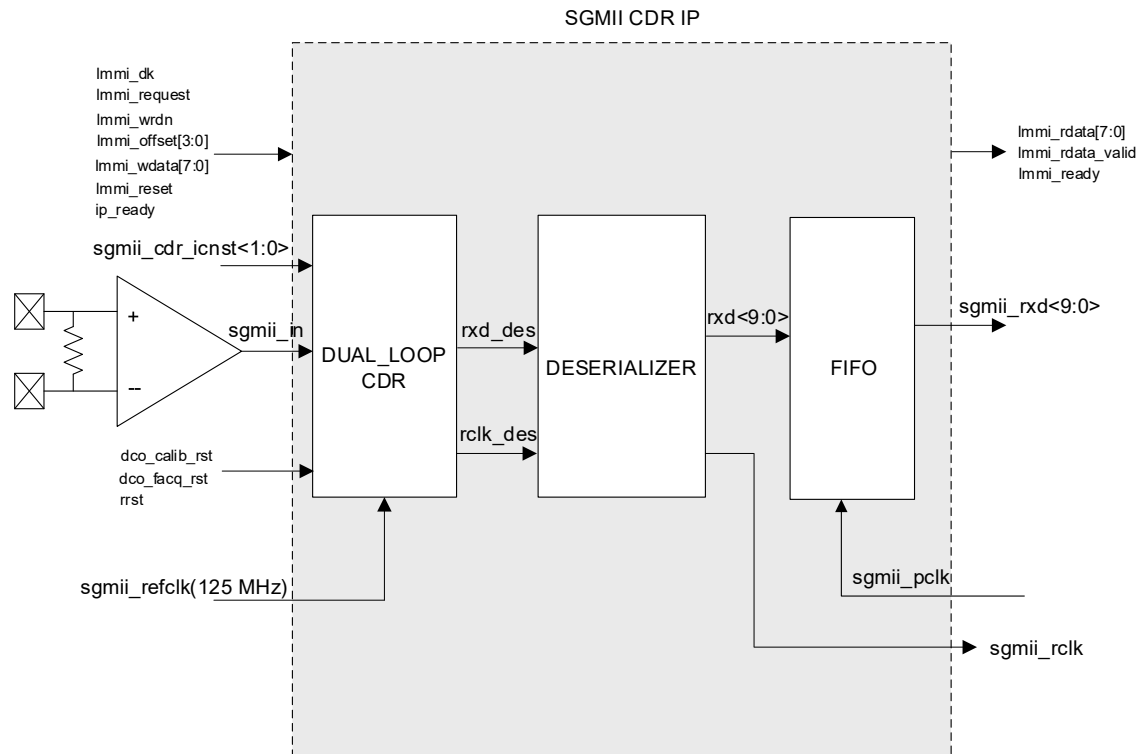 SGMII CDR IP
lmmi_clk
lmmi_request
lmmi_wrdn
lmmi_offset[3:0]
lmmi_wdata[7:0]
lmmi_reset
ip_ready
lmmi_rdata[7:0]
lmmi_rdata_valid
lmmi_ready
sgmii_cdr_icnst<1:0>
+
--
sgmii_in
DUAL_LOOP
CDR
rxd_des
rclk_des
DESERIALIZER
rxd<9:0>
FIFO
sgmii_rxd<9:0>
dco_calib_rst
dco_facq_rst
rrst
sgmii_refclk(125 MHz)
sgmii_pclk
sgmii_rclk